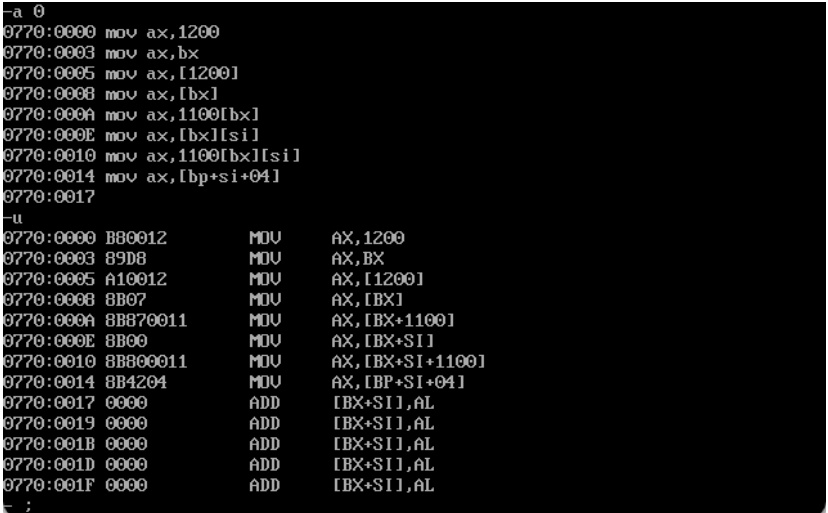 -a 0
0770:0000 mov ax,1200
0770:0003 mov ax,bx
0770:0005 mov ax,[1200]
0770:0008 mov ax,[bx]
0770:000A mov ax,1100[bx]
0770:000E mov ax,[bx][si]
0770:0010 mov ax,1100[bx][si]
0770:0014 mov ax,[bp+si+04]
0770:0017
-u
0770:0000 B80012 MOV AX,1200
0770:0003 89D8 MOV AX,BX
0770:0005 A10012 MOV AX,[1200]
0770:0008 8B07 MOV AX,[BX]
0770:000A 8B870011 MOV AX,[BX+1100]
0770:000E 8B00 MOV AX,[BX+SI]
0770:0010 8B800011 MOV AX,[BX+SI+1100]
0770:0014 8B4204 MOV AX,[BP+SI+04]
0770:0017 0000 ADD [BX+SI],AL
0770:0019 0000 ADD [BX+SI],AL
0770:001B 0000 ADD [BX+SI],AL
0770:001D 0000 ADD [BX+SI],AL
0770:001F 0000 ADD [BX+SI],AL
- ;